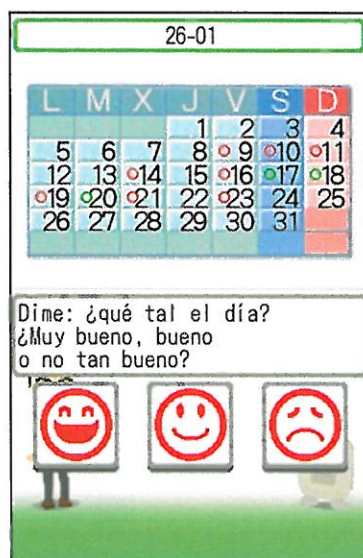 26-01
L M X J V S D
1 2 3 4
5 6 7 8 9 10 11
12 13 14 15 16 17 18
19 20 21 22 23 24 25
26 27 28 29 30 31
Dime: ¿qué tal el día?
¿Muy bueno, bueno
o no tan bueno?